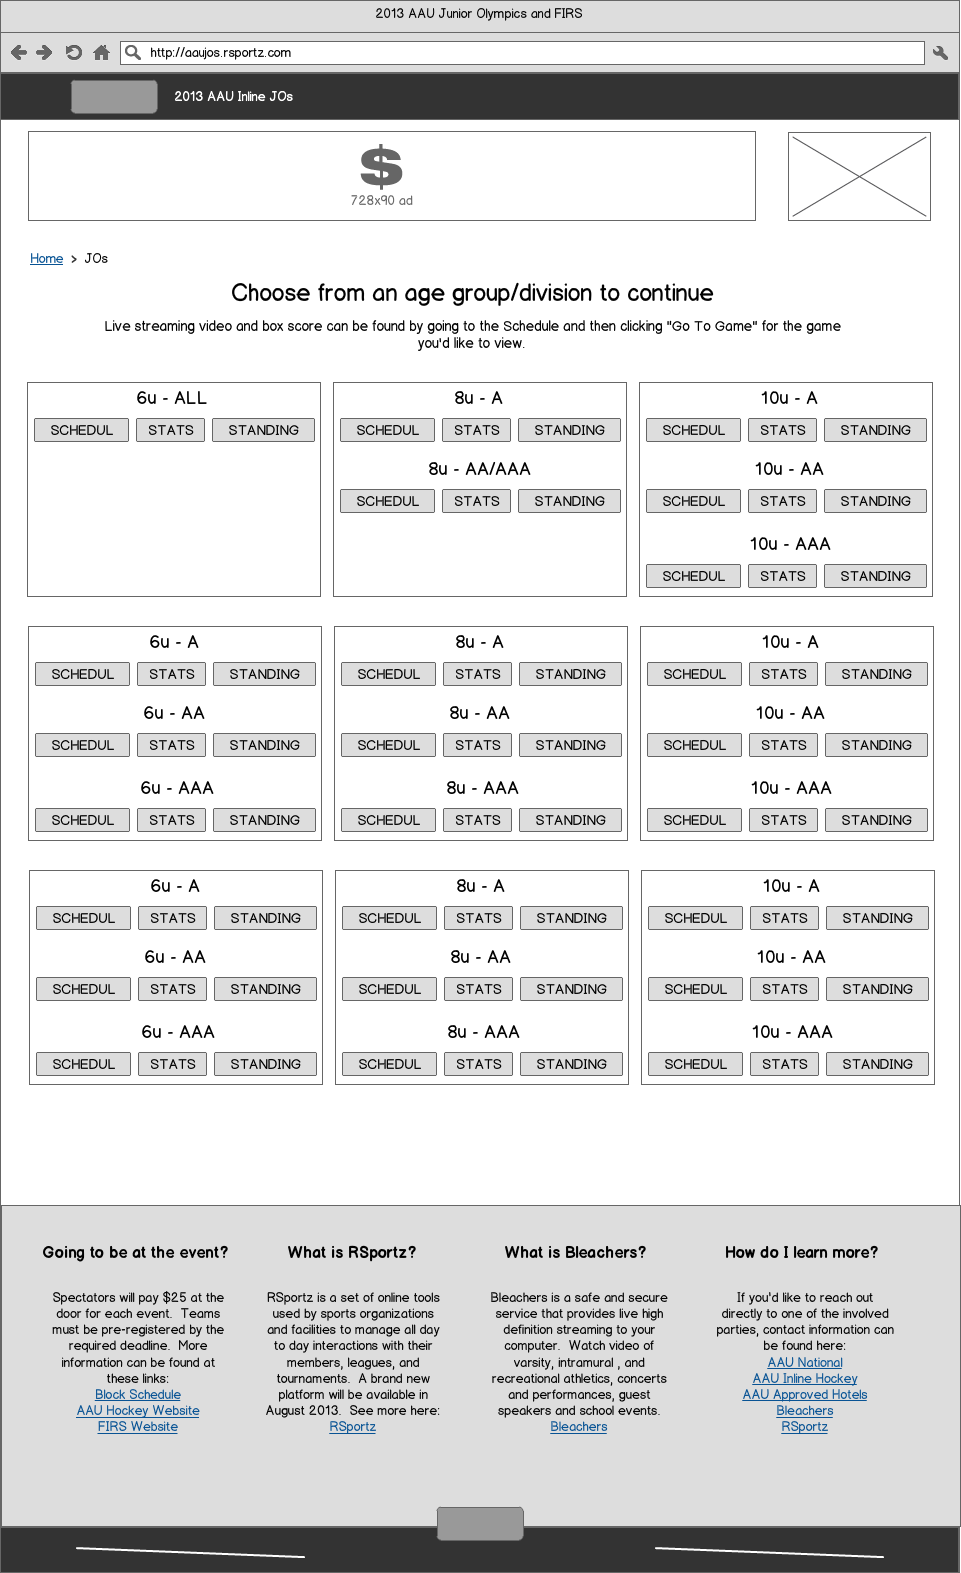 2013 AAU Junior Olympics and FIRS
http://aaujos.rsportz.com
2013 AAU Inline JOs
$
728x90 ad
Home > JOs
Choose from an age group/division to continue
Live streaming video and box score can be found by going to the Schedule and then clicking "Go To Game" for the game
you'd like to view.
6u - ALL
SCHEDUL STATS STANDING
8u - A
SCHEDUL STATS STANDING
8u - AA/AAA
SCHEDUL STATS STANDING
10u - A
SCHEDUL STATS STANDING
10u - AA
SCHEDUL STATS STANDING
10u - AAA
SCHEDUL STATS STANDING
6u - A
SCHEDUL STATS STANDING
6u - AA
SCHEDUL STATS STANDING
6u - AAA
SCHEDUL STATS STANDING
8u - A
SCHEDUL STATS STANDING
8u - AA
SCHEDUL STATS STANDING
8u - AAA
SCHEDUL STATS STANDING
10u - A
SCHEDUL STATS STANDING
10u - AA
SCHEDUL STATS STANDING
10u - AAA
SCHEDUL STATS STANDING
6u - A
SCHEDUL STATS STANDING
6u - AA
SCHEDUL STATS STANDING
6u - AAA
SCHEDUL STATS STANDING
8u - A
SCHEDUL STATS STANDING
8u - AA
SCHEDUL STATS STANDING
8u - AAA
SCHEDUL STATS STANDING
10u - A
SCHEDUL STATS STANDING
10u - AA
SCHEDUL STATS STANDING
10u - AAA
SCHEDUL STATS STANDING
Going to be at the event?
Spectators will pay $25 at the
door for each event. Teams
must be pre-registered by the
required deadline. More
information can be found at
these links:
Block Schedule
AAU Hockey Website
FIRS Website
What is RSportz?
RSportz is a set of online tools
used by sports organizations
and facilities to manage all day
to day interactions with their
members, leagues, and
tournaments. A brand new
platform will be available in
August 2013. See more here:
RSportz
What is Bleachers?
Bleachers is a safe and secure
service that provides live high
definition streaming to your
computer. Watch video of
varsity, intramural , and
recreational athletics, concerts
and performances, guest
speakers and school events.
Bleachers
How do I learn more?
If you'd like to reach out
directly to one of the involved
parties, contact information can
be found here:
AAU National
AAU Inline Hockey
AAU Approved Hotels
Bleachers
RSportz